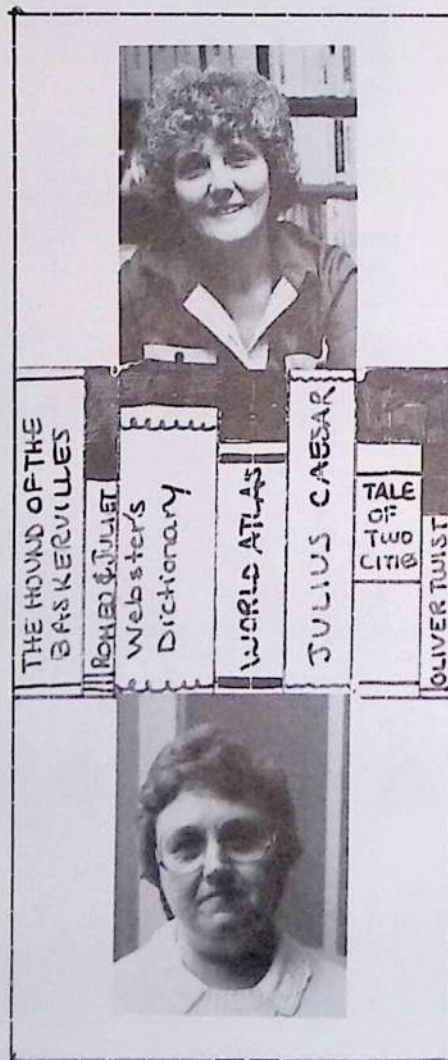 THE HOUND OF THE
BASKERVILLES
ROMEO & JULIET
Webster's
Dictionary
WORLD ATLAS
JULIUS CAESAR
TALE
OF
TWO
CITIES
OLIVER TWIST